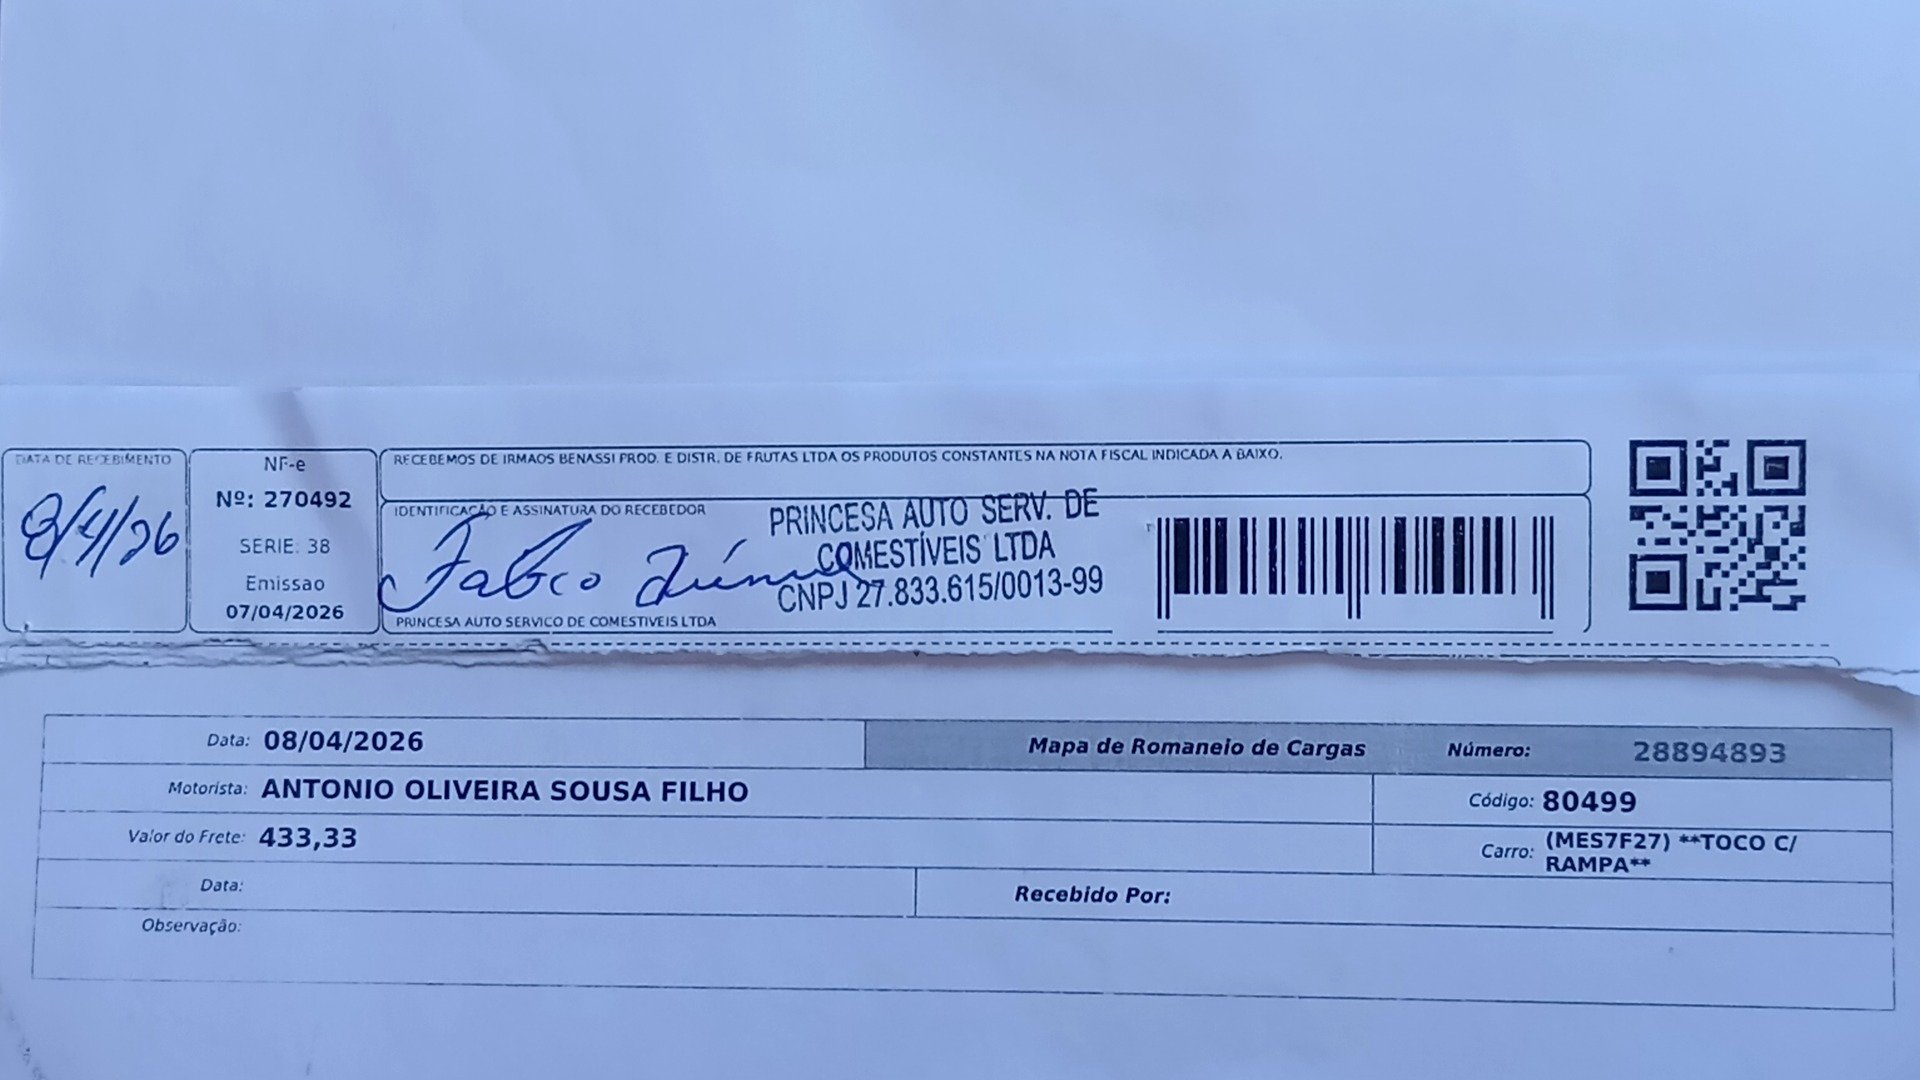 DATA DE RECEBIMENTO
8/4/26
NF-e
Nº: 270492
SERIE: 38
Emissao
07/04/2026
RECEBEMOS DE IRMAOS BENASSI PROD. E DISTR. DE FRUTAS LTDA OS PRODUTOS CONSTANTES NA NOTA FISCAL INDICADA A BAIXO.
IDENTIFICAÇÃO E ASSINATURA DO RECEBEDOR
PRINCESA AUTO SERV. DE
COMESTÍVEIS LTDA
CNPJ 27.833.615/0013-99
PRINCESA AUTO SERVICO DE COMESTIVEIS LTDA
Data: 08/04/2026
Mapa de Romaneio de Cargas
Número: 28894893
Motorista: ANTONIO OLIVEIRA SOUSA FILHO
Código: 80499
Valor do Frete: 433,33
Carro: (MES7F27) **TOCO C/
RAMPA**
Data:
Recebido Por:
Observação: